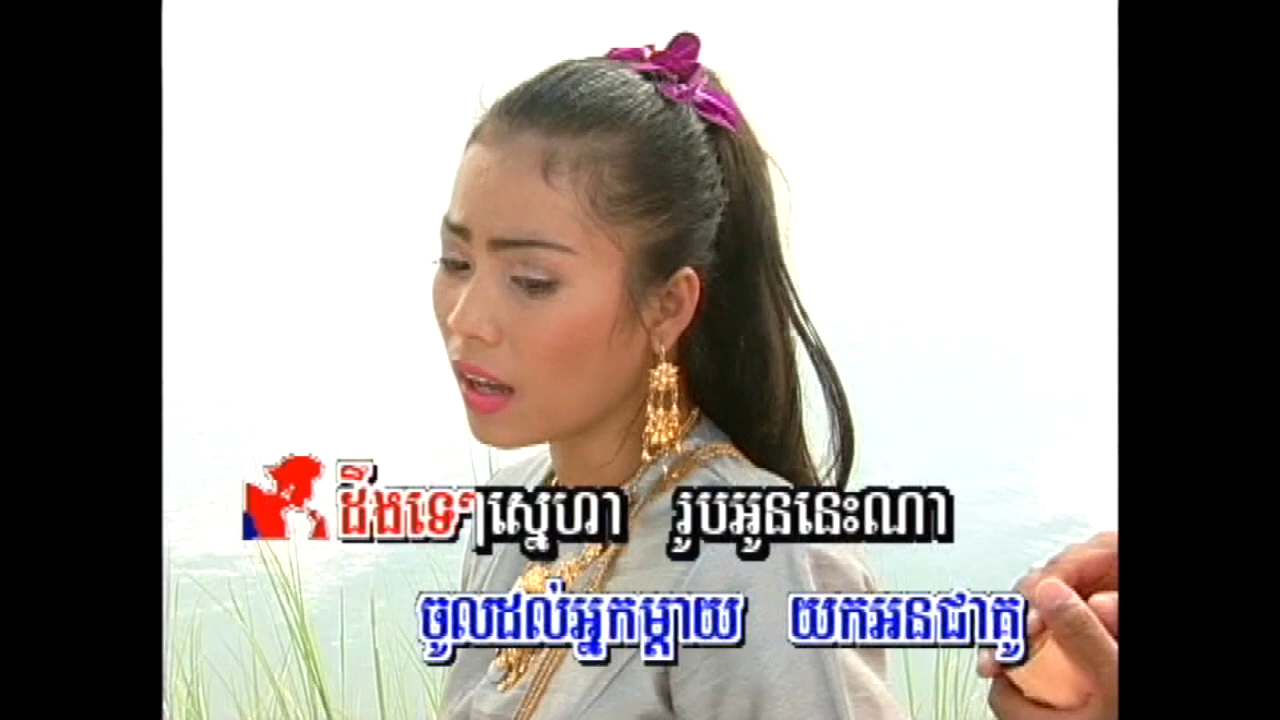 ដឹងទេៗស្នេហា រូបអូននេះណា
ចូលដល់អ្នកម្ដាយ យកអនជាគូ